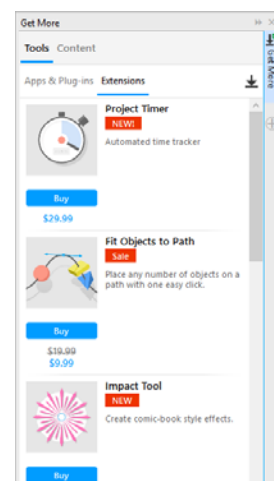 Get More
Tools Content
Apps & Plug-ins Extensions
Get More
Project Timer
NEW!
Automated time tracker
Buy
$29.99
Fit Objects to Path
Sale
Place any number of objects on a
path with one easy click.
Buy
$19.99
$9.99
Impact Tool
NEW
Create comic-book style effects.
Buy